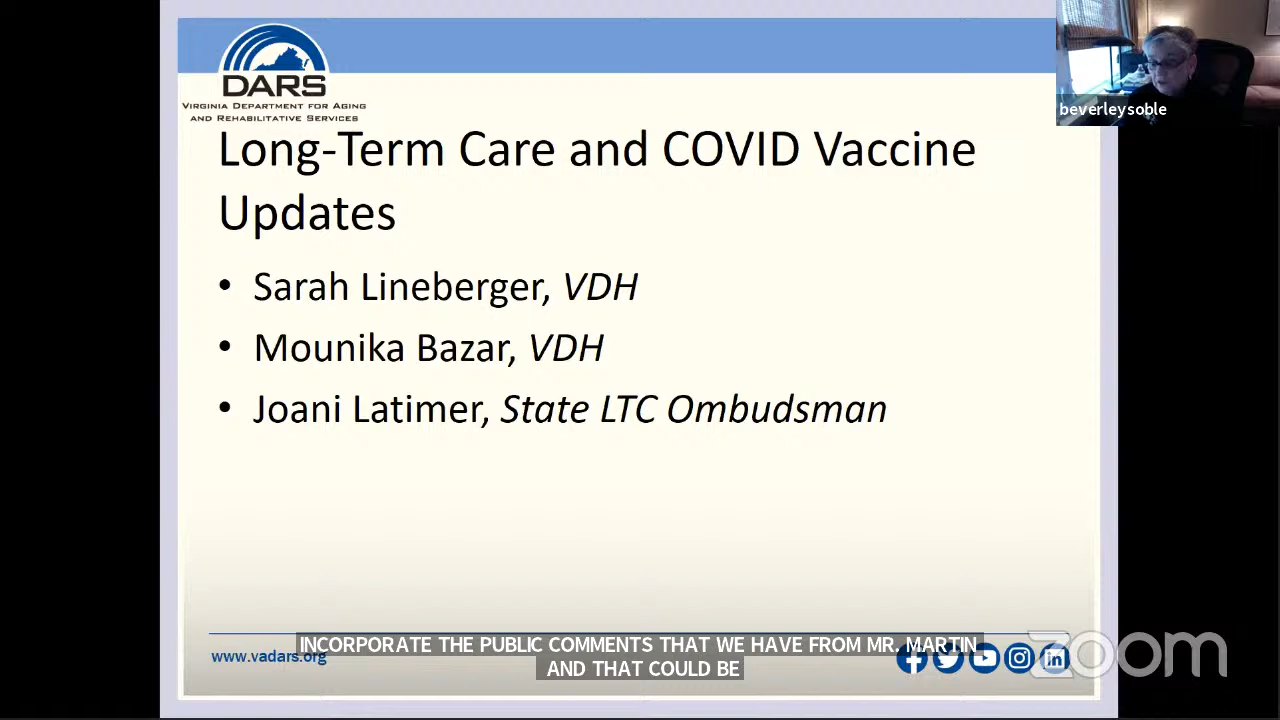 DARS
VIRGINIA DEPARTMENT FOR AGING
AND REHABILITATIVE SERVICES
beverleysoble
Long-Term Care and COVID Vaccine
Updates
• Sarah Lineberger, VDH
• Mounika Bazar, VDH
• Joani Latimer, State LTC Ombudsman
INCORPORATE THE PUBLIC COMMENTS THAT WE HAVE FROM MR. MARTIN
AND THAT COULD BE
www.vadars.org
zoom